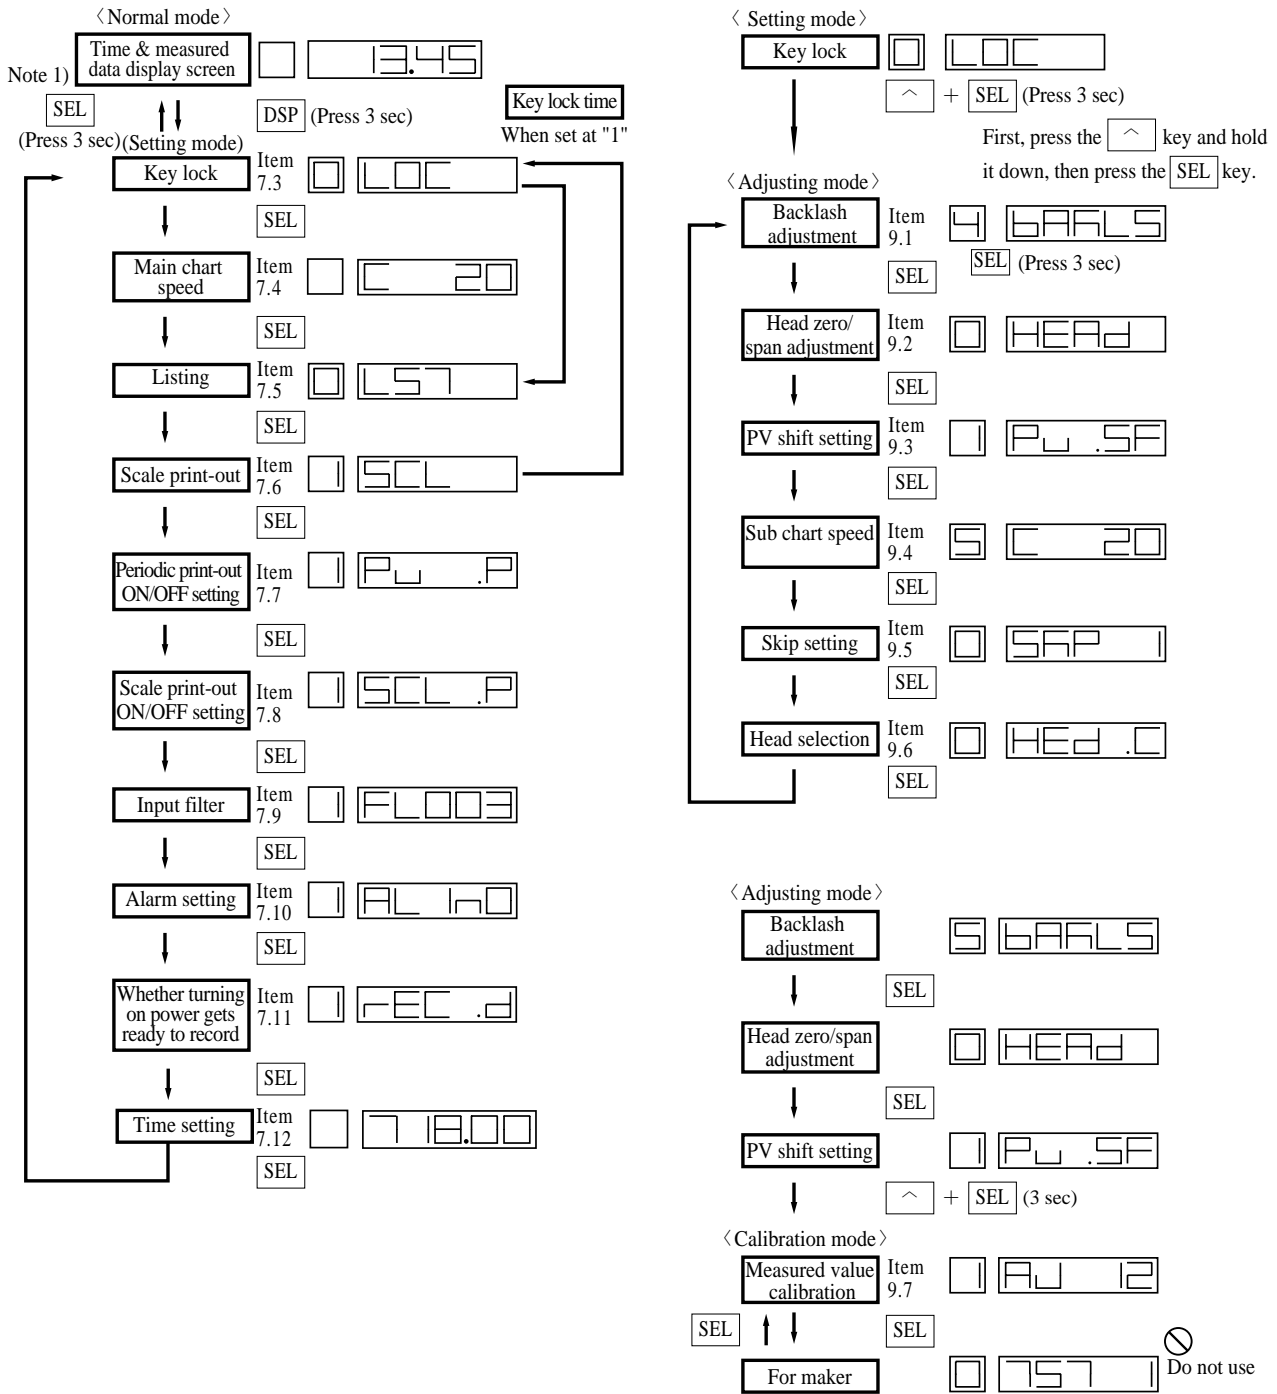 〈Normal mode〉
Time & measured
data display screen
13.45
Note 1)
SEL
(Press 3 sec)
DSP (Press 3 sec)
Key lock time
When set at "1"
(Setting mode)
Key lock
Item
7.3
0 LOC
SEL
Main chart
speed
Item
7.4
C 20
SEL
Listing
Item
7.5
0 LST
SEL
Scale print-out
Item
7.6
1 SCL
SEL
Periodic print-out
ON/OFF setting
Item
7.7
1 Pu .P
SEL
Scale print-out
ON/OFF setting
Item
7.8
1 SCL .P
SEL
Input filter
Item
7.9
1 FL003
SEL
Alarm setting
Item
7.10
1 AL 1n0
SEL
Whether turning
on power gets
ready to record
Item
7.11
1 rEC .d
SEL
Time setting
Item
7.12
7 18.00
SEL
〈 Setting mode〉
Key lock
0 LOC
^ + SEL (Press 3 sec)
First, press the ^ key and hold
it down, then press the SEL key.
〈Adjusting mode〉
Backlash
adjustment
Item
9.1
4 bAKLS
SEL (Press 3 sec)
SEL
Head zero/
span adjustment
Item
9.2
0 HEAd
SEL
PV shift setting
Item
9.3
1 Pu .SF
SEL
Sub chart speed
Item
9.4
5 C 20
SEL
Skip setting
Item
9.5
0 SKP 1
SEL
Head selection
Item
9.6
0 HEd .C
SEL
〈Adjusting mode〉
Backlash
adjustment
5 bAKLS
SEL
Head zero/span
adjustment
0 HEAd
SEL
PV shift setting
1 Pu .SF
^ + SEL (3 sec)
〈Calibration mode〉
Measured value
calibration
Item
9.7
1 AJ 12
SEL
SEL
For maker
0 TST 1
Do not use